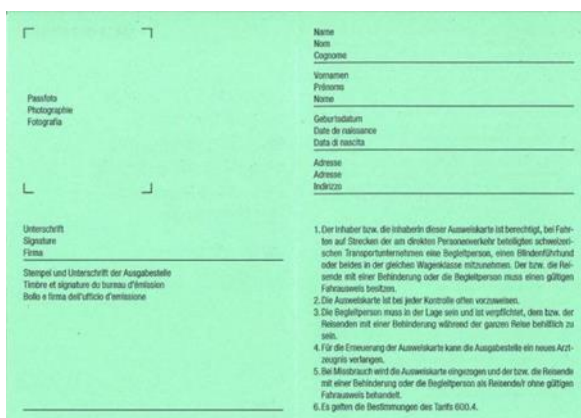 Passfoto
Photographie
Fotografia
Unterschrift
Signature
Firma
Stempel und Unterschrift der Ausgabestelle
Timbre et signature du bureau d'émission
Bollo e firma dell'ufficio d'emissione
Name
Nom
Cognome
Vornamen
Prénoms
Nome
Geburtsdatum
Date de naissance
Data di nascita
Adresse
Adresse
Indirizzo
1. Der Inhaber bzw. die Inhaberin dieser Ausweiskarte ist berechtigt, bei Fahr-
ten auf Strecken der am direkten Personenverkehr beteiligten schweizeri-
schen Transportunternehmen eine Begleitperson, einen Blindenführhund
oder beides in der gleichen Wagenklasse mitzunehmen. Der bzw. die Rei-
sende mit einer Behinderung oder die Begleitperson muss einen gültigen
Fahrausweis besitzen.
2. Die Ausweiskarte ist bei jeder Kontrolle offen vorzuweisen.
3. Die Begleitperson muss in der Lage sein und ist verpflichtet, dem bzw. der
Reisenden mit einer Behinderung während der ganzen Reise behilflich zu
sein.
4. Für die Erneuerung der Ausweiskarte kann die Ausgabestelle ein neues Arzt-
zeugnis verlangen.
5. Bei Missbrauch wird die Ausweiskarte eingezogen und der bzw. die Reisende
mit einer Behinderung oder die Begleitperson als Reisende/r ohne gültigen
Fahrausweis behandelt.
6. Es gelten die Bestimmungen des Tarifs 600.4.